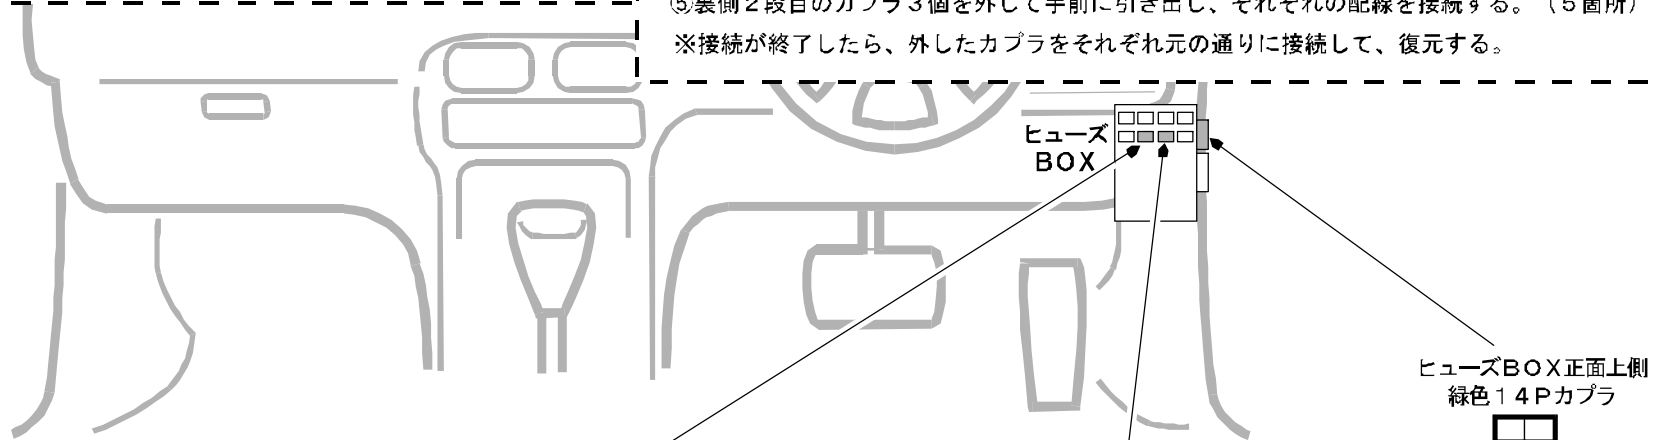 ⑤裏側２段目のカプラ３個を外して手前に引き出し、それぞれの配線を接続する。（５箇所）
※接続が終了したら、外したカプラをそれぞれ元の通りに接続して、復元する。
ヒューズ
ＢＯＸ
ヒューズＢＯＸ正面上側
緑色１４Ｐカプラ